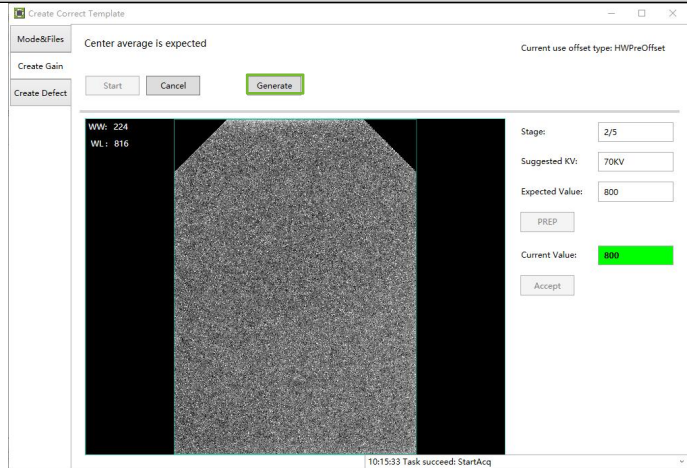 Create Correct Template
Mode&Files
Create Gain
Create Defect
Center average is expected
Current use offset type: HWPreOffset
Start
Cancel
Generate
WW: 224
WL: 816
Stage:
2/5
Suggested KV:
70KV
Expected Value:
800
PREP
Current Value:
800
Accept
10:15:33 Task succeed: StartAcq